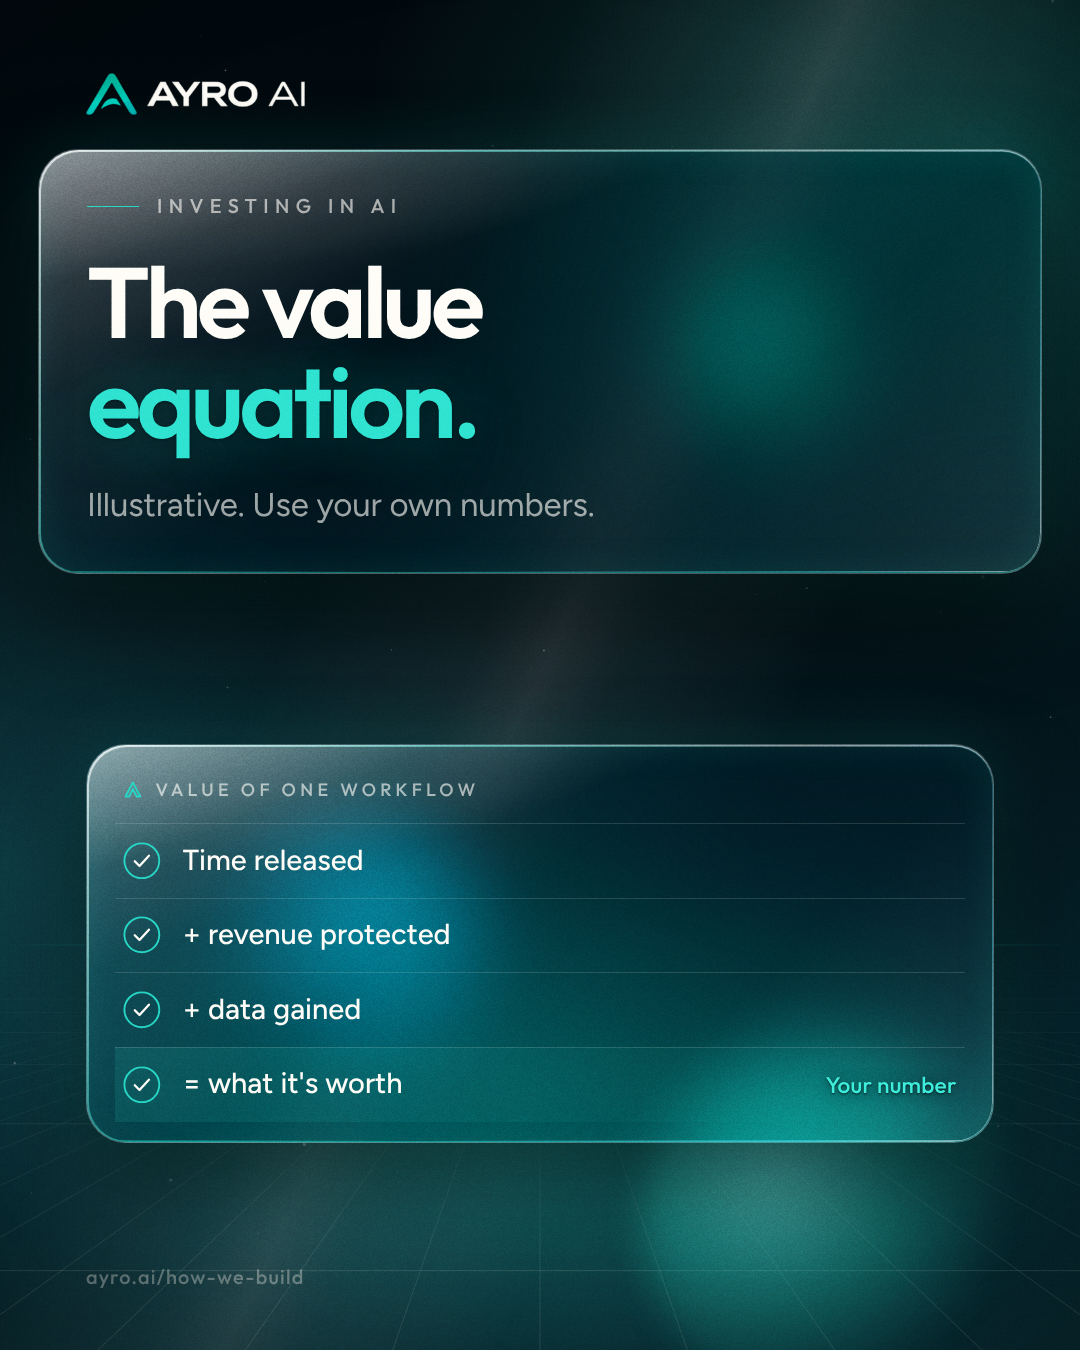 AYRO AI
INVESTING IN AI
The value
equation.
Illustrative. Use your own numbers.
VALUE OF ONE WORKFLOW
Time released
+ revenue protected
+ data gained
= what it's worth
Your number
ayro.ai/how-we-build